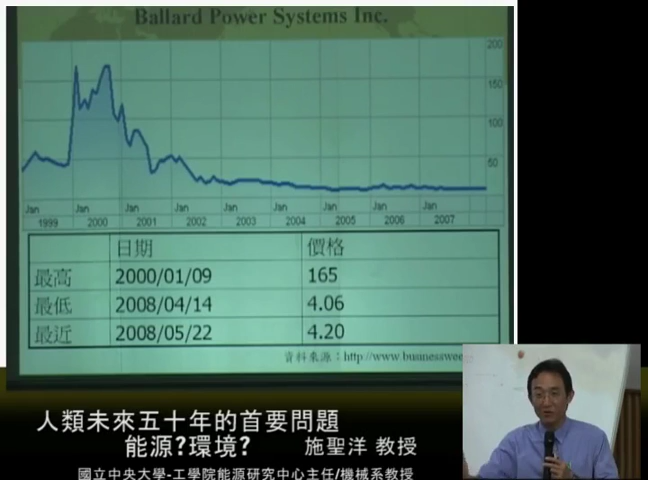 Ballard Power Systems Inc.
200
150
100
50
Jan Jan Jan Jan Jan Jan Jan Jan Jan
1999 2000 2001 2002 2003 2004 2005 2006 2007
日期 價格
最高 2000/01/09 165
最低 2008/04/14 4.06
最近 2008/05/22 4.20
資料來源：http://www.businesswee
人類未來五十年的首要問題
能源?環境? 施聖洋 教授
國立中央大學-工學院能源研究中心主任/機械系教授